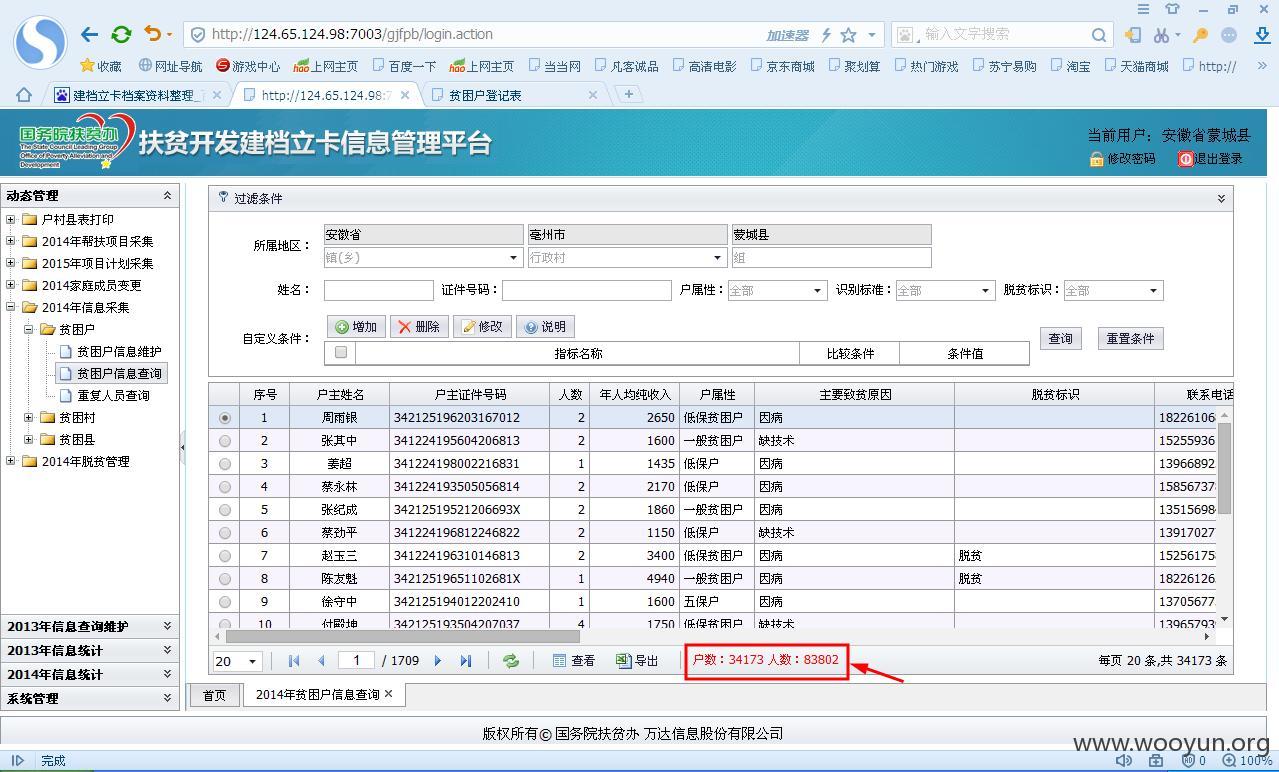 http://124.65.124.98:7003/gjfpb/login.action 加速器 输入文字搜索
收藏 网址导航 游戏中心 hao上网主页 百度一下 hao上网主页 当当网 凡客诚品 高清电影 京东商城 聚划算 热门游戏 苏宁易购 淘宝 天猫商城 http://
建档立卡档案资料整理_ http://124.65.124.98:7 贫困户登记表
国务院扶贫办
The State Council Leading Group
Office of Poverty Alleviation and
Development
扶贫开发建档立卡信息管理平台
当前用户：安徽省蒙城县
修改密码 退出登录
动态管理
户村县表打印
2014年帮扶项目采集
2015年项目计划采集
2014家庭成员变更
2014年信息采集
贫困户
贫困户信息维护
贫困户信息查询
重复人员查询
贫困村
贫困县
2014年脱贫管理
2013年信息查询维护
2013年信息统计
2014年信息统计
系统管理
过滤条件
所属地区： 安徽省 亳州市 蒙城县
镇(乡) 行政村 组
姓名： 证件号码： 户属性： 全部 识别标准： 全部 脱贫标识： 全部
自定义条件： 增加 删除 修改 说明
指标名称 比较条件 条件值
查询 重置条件
序号 户主姓名 户主证件号码 人数 年人均纯收入 户属性 主要致贫原因 脱贫标识 联系电话
1 周雨银 342125196203167012 2 2650 低保贫困户 因病 18226106
2 张其中 341224195604206813 2 1600 一般贫困户 缺技术 15255936
3 姜超 341224198002216831 1 1435 低保户 因病 13966892
4 蔡永林 341224193505056814 2 2170 低保户 因病 15856737
5 张纪成 34212519521206693X 2 1860 一般贫困户 因病 13515698
6 蔡劲平 341224196812246822 2 1150 低保户 缺技术 13917027
7 赵玉三 341224196310146813 2 3400 低保贫困户 因病 脱贫 15256175
8 陈友魁 34212519651102681X 1 4940 一般贫困户 因病 脱贫 18226126
9 徐守中 342125194012202410 1 1600 五保户 因病 13705677
10 付殿坤 342125193504207037 4 1750 低保贫困户 缺技术 13965793
20 1 / 1709 查看 导出 户数：34173 人数：83802 每页 20 条,共 34173 条
首页 2014年贫困户信息查询
版权所有© 国务院扶贫办 万达信息股份有限公司
www.wooyun.org
完成 0 100%